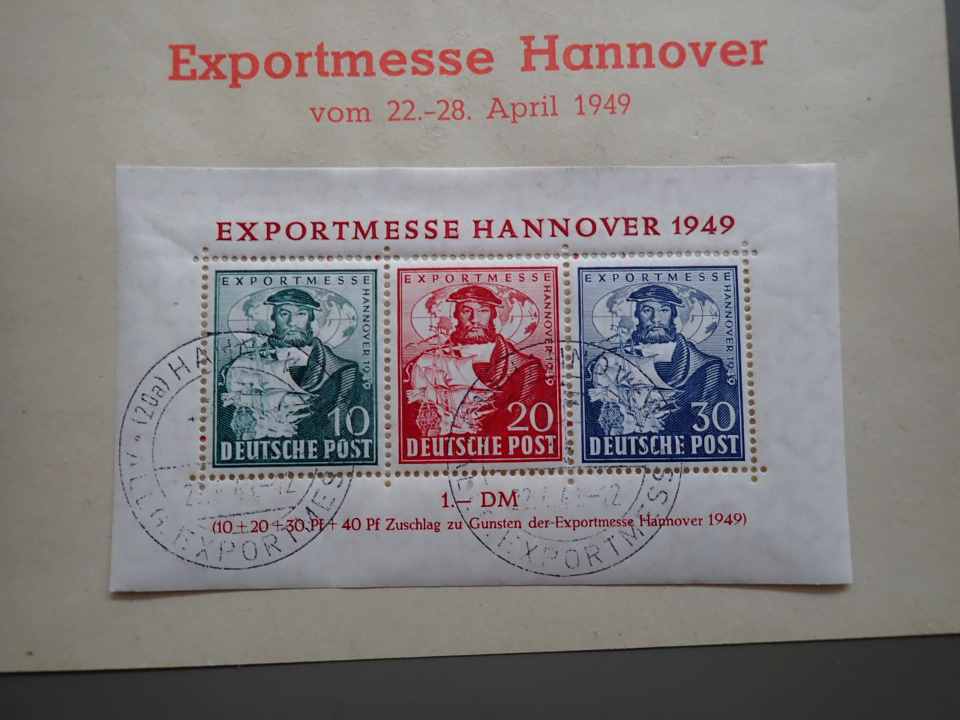 Exportmesse Hannover
vom 22.-28. April 1949
EXPORTMESSE HANNOVER 1949
EXPORTMESSE
HANNOVER·1949
10
DEUTSCHE POST
EXPORTMESSE
HANNOVER·1949
20
DEUTSCHE POST
EXPORTMESSE
HANNOVER 1949
30
DEUTSCHE POST
1.— DM
(10+20+30 Pf + 40 Pf Zuschlag zu Gunsten der Exportmesse Hannover 1949)
(20a)
EXPORTMESS
EXPORTMESS